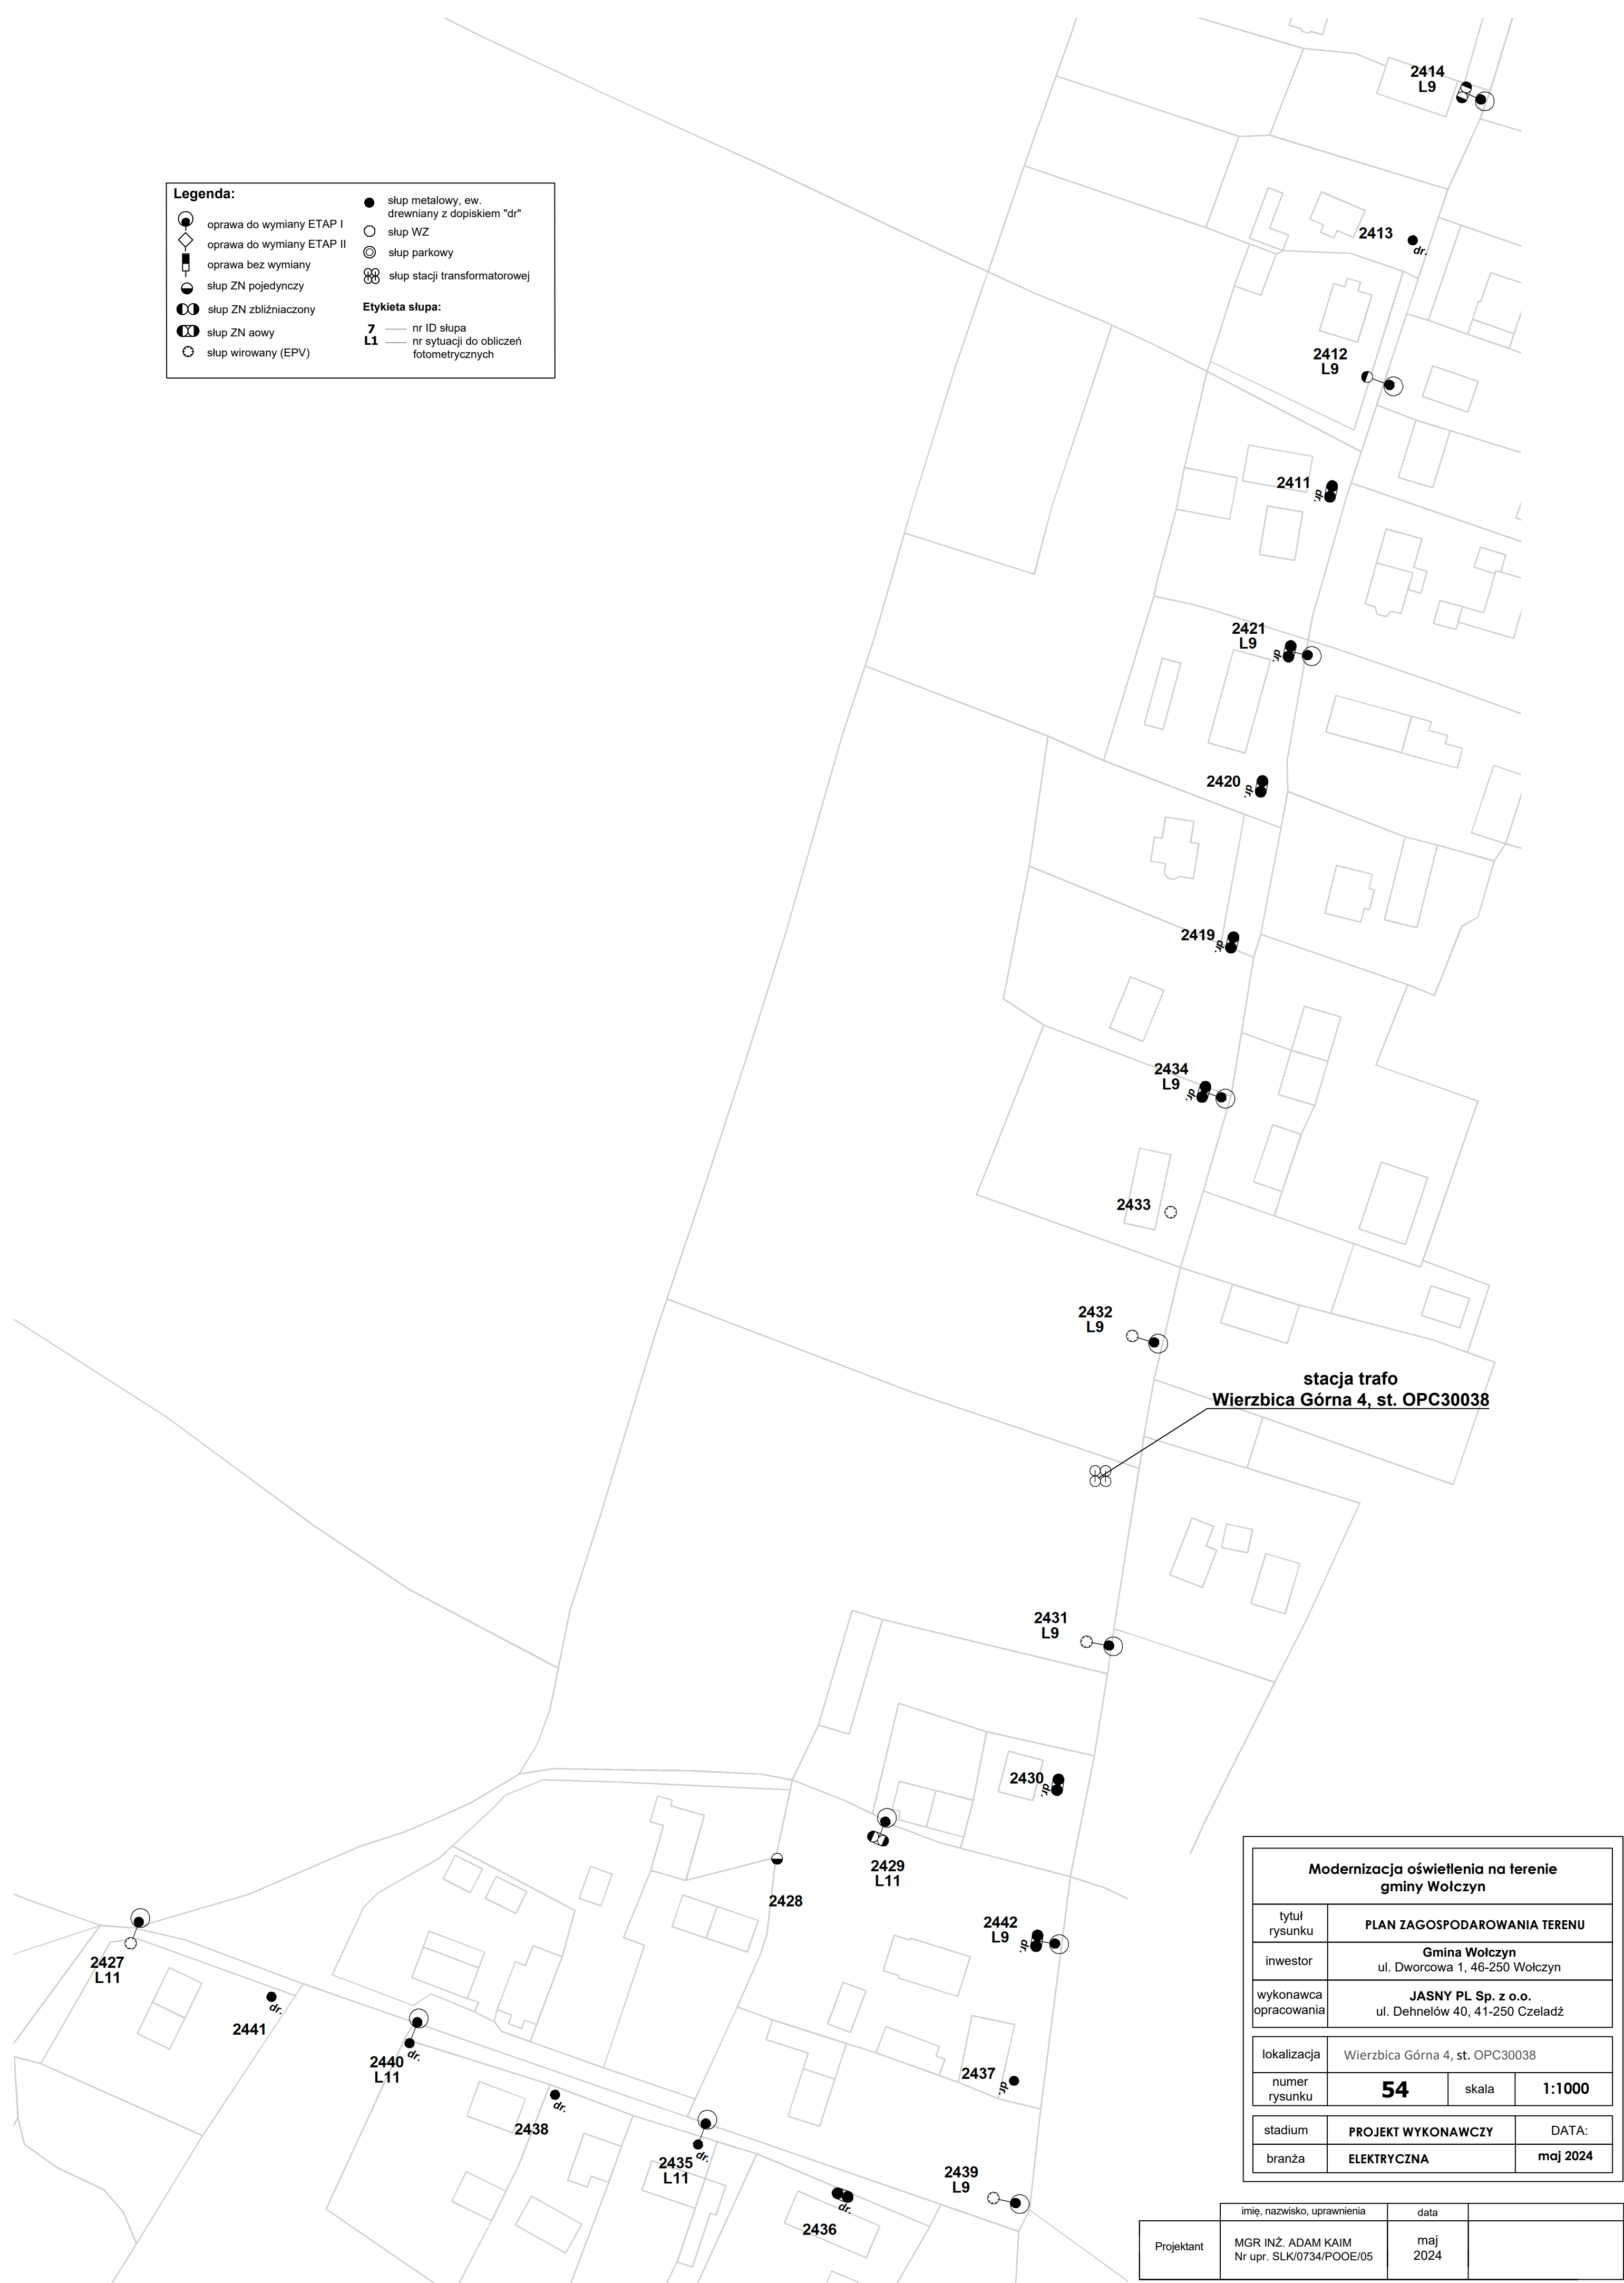 2414
L9
Legenda:
oprawa do wymiany ETAP I
oprawa do wymiany ETAP II
oprawa bez wymiany
słup ZN pojedynczy
słup ZN zbliźniaczony
słup ZN aowy
słup wirowany (EPV)
słup metalowy, ew.
drewniany z dopiskiem "dr"
słup WZ
słup parkowy
słup stacji transformatorowej
Etykieta słupa:
7 nr ID słupa
L1 nr sytuacji do obliczeń
fotometrycznych
2413
dr.
2412
L9
2411
dr.
2421
L9
dr.
2420
dr.
2419
dr.
2434
L9
dr.
2433
2432
L9
stacja trafo
Wierzbica Górna 4, st. OPC30038
2431
L9
2430
dr.
2429
L11
2428
2442
L9
dr.
2427
L11
dr.
2441
dr.
2440
L11
2437
dr.
dr.
2438
dr.
2435
L11
2439
L9
dr.
2436
Modernizacja oświetlenia na terenie
gminy Wołczyn
tytuł
rysunku
PLAN ZAGOSPODAROWANIA TERENU
inwestor
Gmina Wołczyn
ul. Dworcowa 1, 46-250 Wołczyn
wykonawca
opracowania
JASNY PL Sp. z o.o.
ul. Dehnelów 40, 41-250 Czeladź
lokalizacja
Wierzbica Górna 4, st. OPC30038
numer
rysunku
54
skala
1:1000
stadium
PROJEKT WYKONAWCZY
DATA:
branża
ELEKTRYCZNA
maj 2024
imię, nazwisko, uprawnienia
data
Projektant
MGR INŻ. ADAM KAIM
Nr upr. SLK/0734/POOE/05
maj
2024